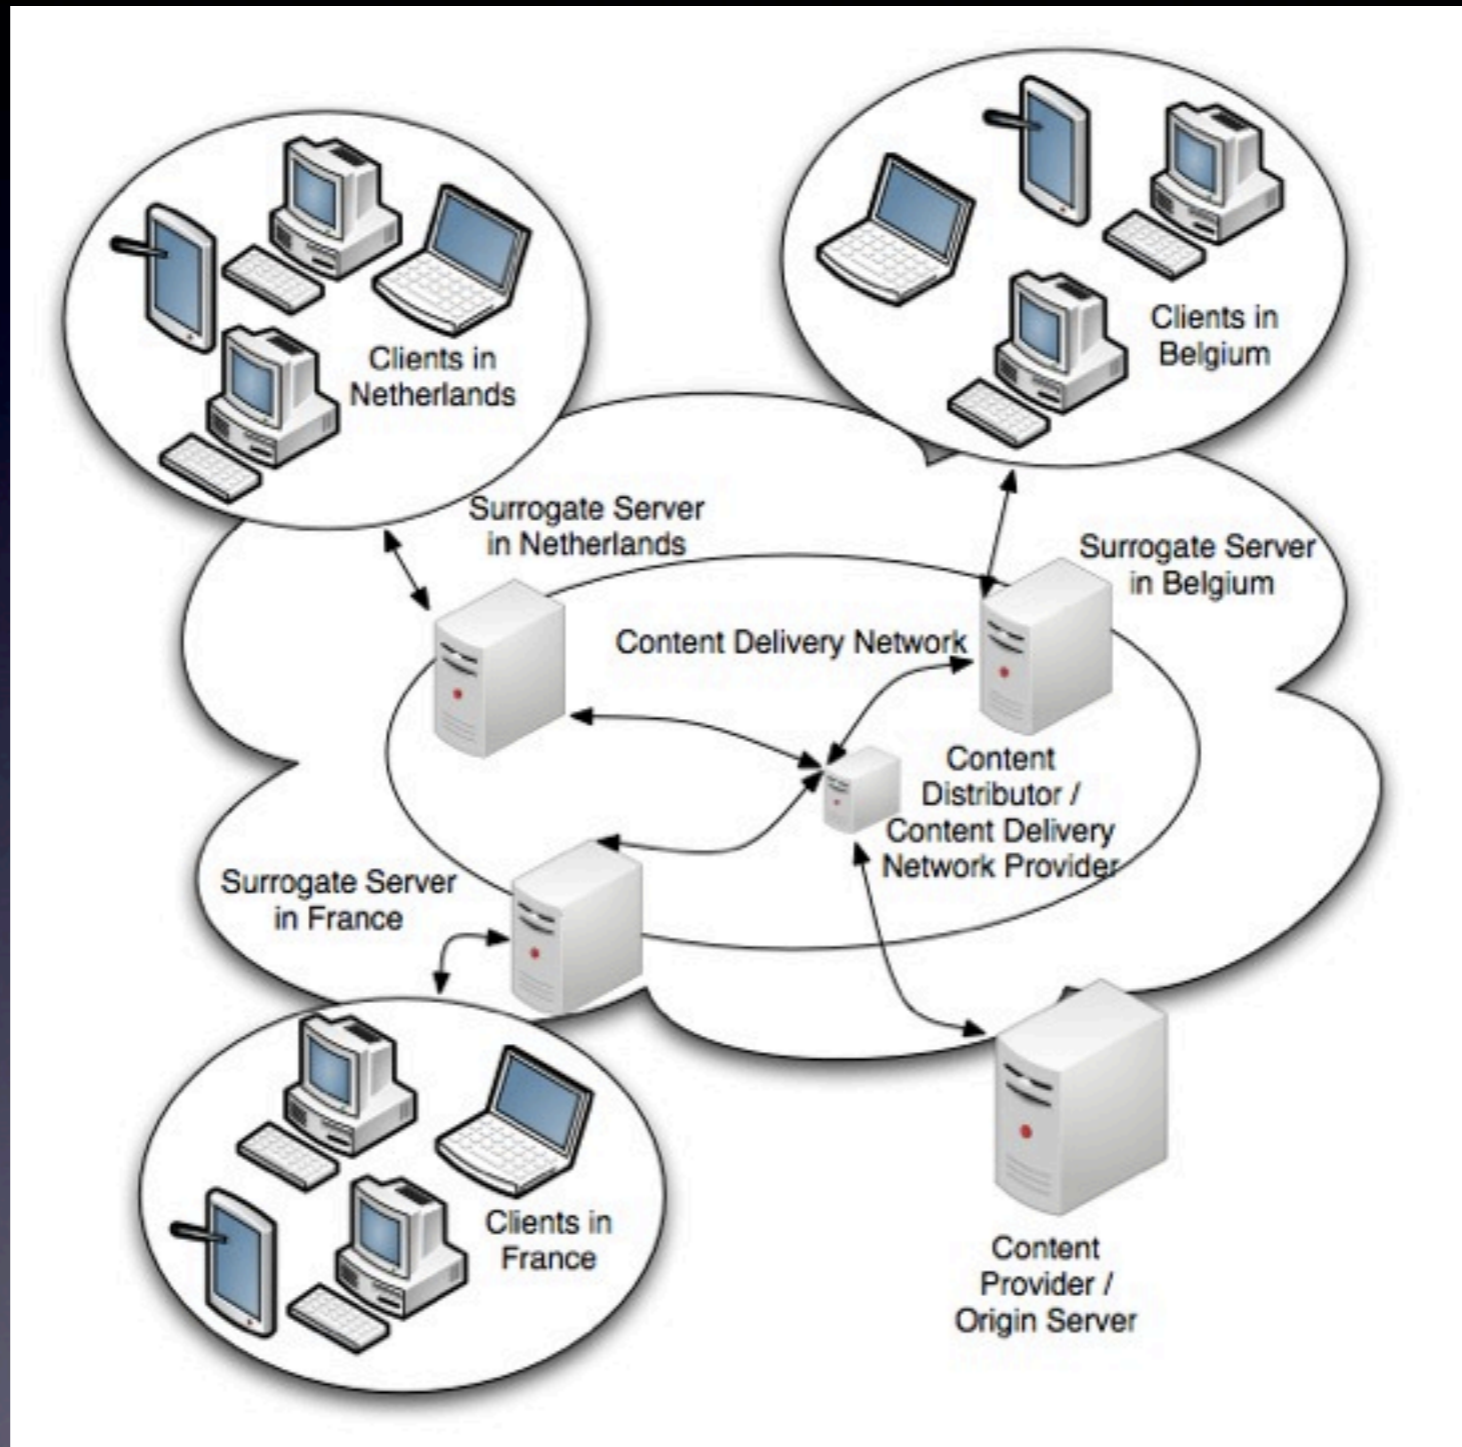 Clients in
Netherlands
Clients in
Belgium
Surrogate Server
in Netherlands
Surrogate Server
in Belgium
Content Delivery Network
Content
Distributor /
Content Delivery
Network Provider
Surrogate Server
in France
Clients in
France
Content
Provider /
Origin Server